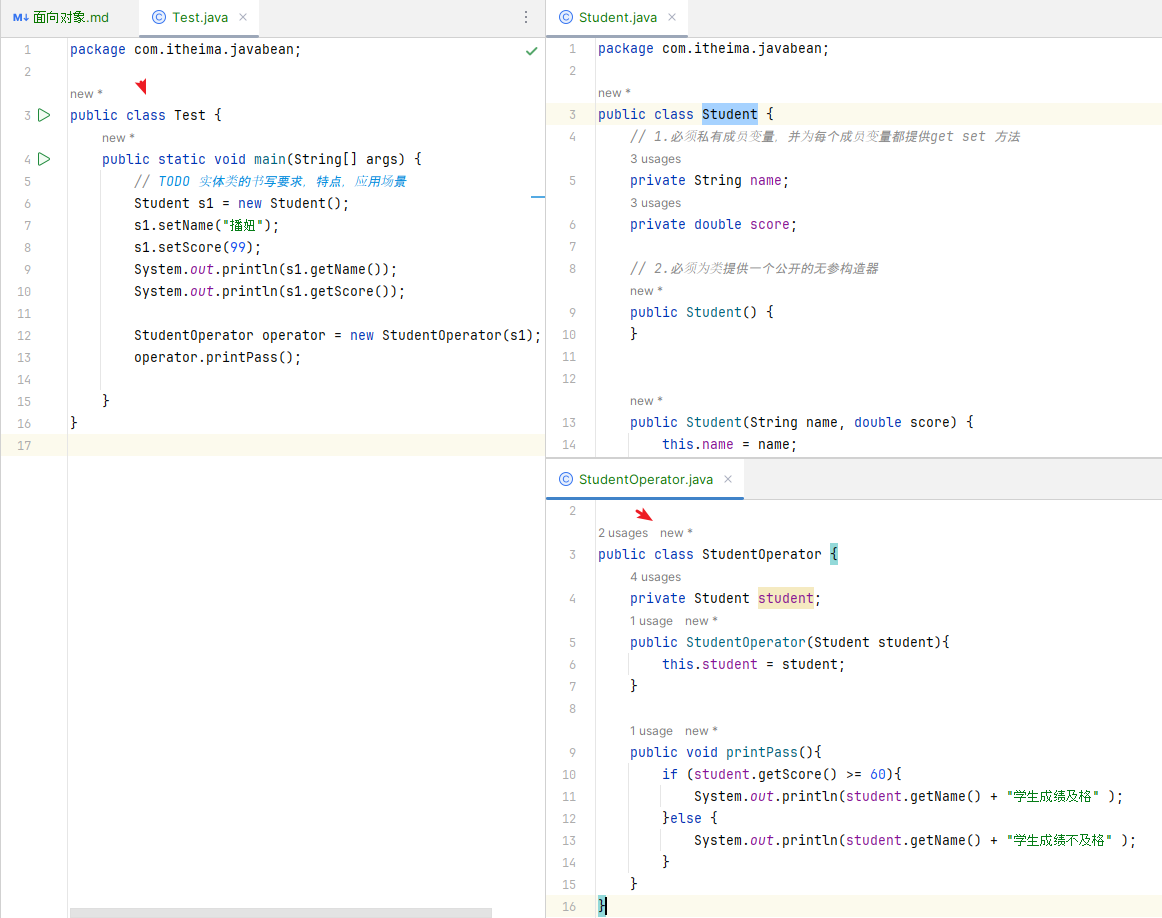 M↓ 面向对象.md
Test.java
1 package com.itheima.javabean;
2
new *
3 public class Test {
new *
4 public static void main(String[] args) {
5 // TODO 实体类的书写要求，特点，应用场景
6 Student s1 = new Student();
7 s1.setName("播妞");
8 s1.setScore(99);
9 System.out.println(s1.getName());
10 System.out.println(s1.getScore());
11
12 StudentOperator operator = new StudentOperator(s1);
13 operator.printPass();
14
15 }
16 }
17
Student.java
1 package com.itheima.javabean;
2
new *
3 public class Student {
4 // 1.必须私有成员变量，并为每个成员变量都提供get set 方法
3 usages
5 private String name;
3 usages
6 private double score;
7
8 // 2.必须为类提供一个公开的无参构造器
new *
9 public Student() {
10 }
11
12
new *
13 public Student(String name, double score) {
14 this.name = name;
StudentOperator.java
2
2 usages new *
3 public class StudentOperator {
4 usages
4 private Student student;
1 usage new *
5 public StudentOperator(Student student){
6 this.student = student;
7 }
8
1 usage new *
9 public void printPass(){
10 if (student.getScore() >= 60){
11 System.out.println(student.getName() + "学生成绩及格" );
12 }else {
13 System.out.println(student.getName() + "学生成绩不及格" );
14 }
15 }
16 }